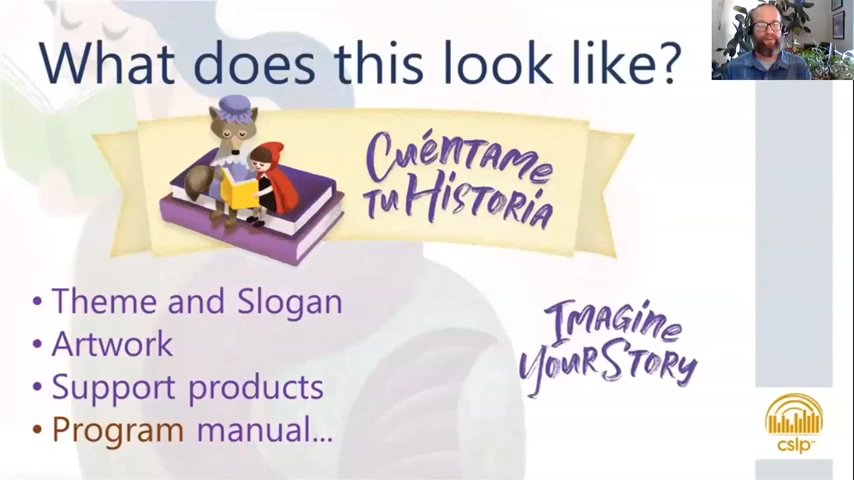 What does this look like?
CUÉNTAME
TU HISTORIA
• Theme and Slogan
• Artwork
• Support products
• Program manual...
IMAGINE
YOUR STORY
cslp™